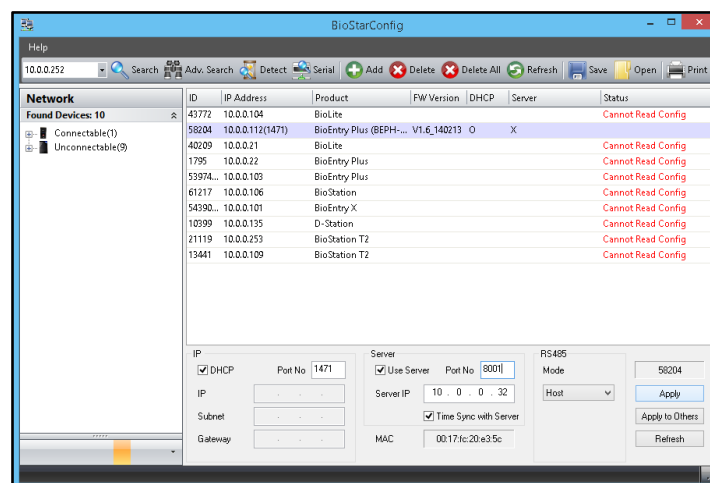 BioStarConfig
Help
10.0.0.252 Search Adv. Search Detect Serial Add Delete Delete All Refresh Save Open Print
Network
Found Devices: 10
Connectable(1)
Unconnectable(9)
ID IP Address Product FW Version DHCP Server Status
43772 10.0.0.104 BioLite Cannot Read Config
58204 10.0.0.112(1471) BioEntry Plus (BEPH-... V1.6_140213 O X
40209 10.0.0.21 BioLite Cannot Read Config
1795 10.0.0.22 BioEntry Plus Cannot Read Config
53974... 10.0.0.103 BioEntry Plus Cannot Read Config
61217 10.0.0.106 BioStation Cannot Read Config
54390... 10.0.0.101 BioEntry X Cannot Read Config
10399 10.0.0.135 D-Station Cannot Read Config
21119 10.0.0.253 BioStation T2 Cannot Read Config
13441 10.0.0.109 BioStation T2 Cannot Read Config
IP Server RS485
DHCP Port No 1471 Use Server Port No 8001 Mode 58204
IP . . . Server IP 10 . 0 . 0 . 32 Host Apply
Subnet . . . Time Sync with Server Apply to Others
Gateway . . . MAC 00:17:fc:20:e3:5c Refresh